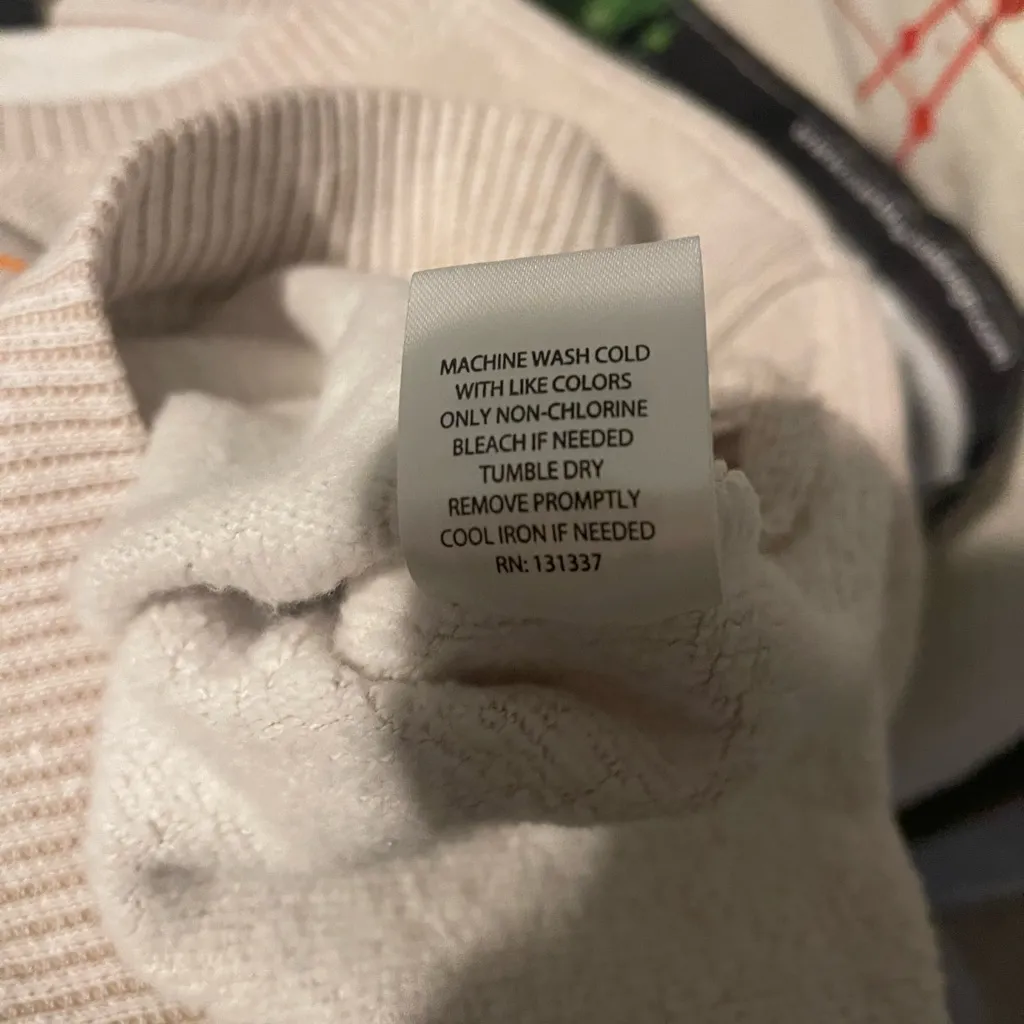 MACHINE WASH COLD
WITH LIKE COLORS
ONLY NON-CHLORINE
BLEACH IF NEEDED
TUMBLE DRY
REMOVE PROMPTLY
COOL IRON IF NEEDED
RN: 131337